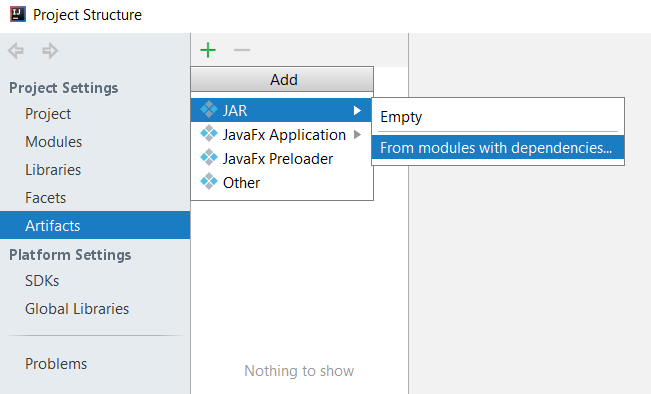 IJ
Project Structure
Project Settings
Project
Modules
Libraries
Facets
Artifacts
Platform Settings
SDKs
Global Libraries
Problems
Add
JAR
JavaFx Application
JavaFx Preloader
Other
Empty
From modules with dependencies...
Nothing to show